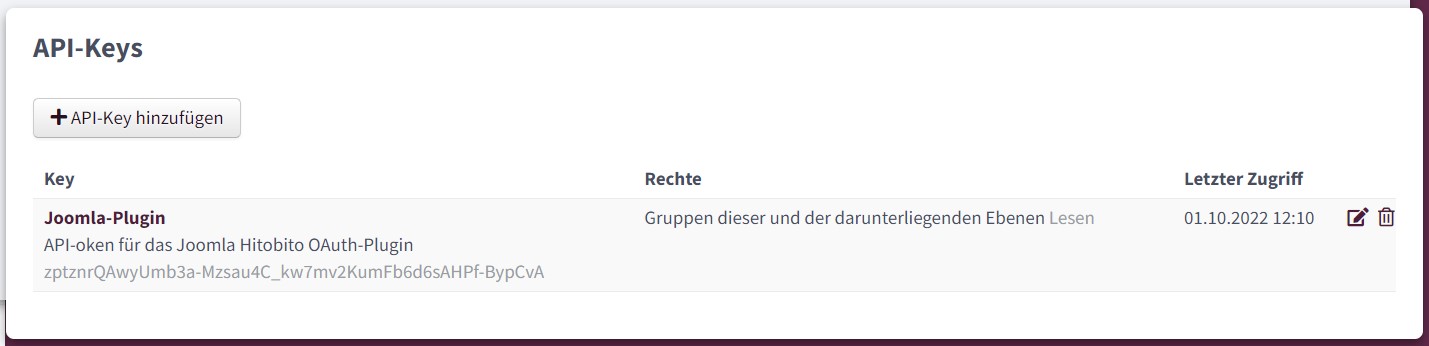 API-Keys
API-Key hinzufügen
Key Rechte Letzter Zugriff
Joomla-Plugin Gruppen dieser und der darunterliegenden Ebenen Lesen 01.10.2022 12:10
API-oken für das Joomla Hitobito OAuth-Plugin
zptznrQAwyUmb3a-Mzsau4C_kw7mv2KumFb6d6sAHPf-BypCvA